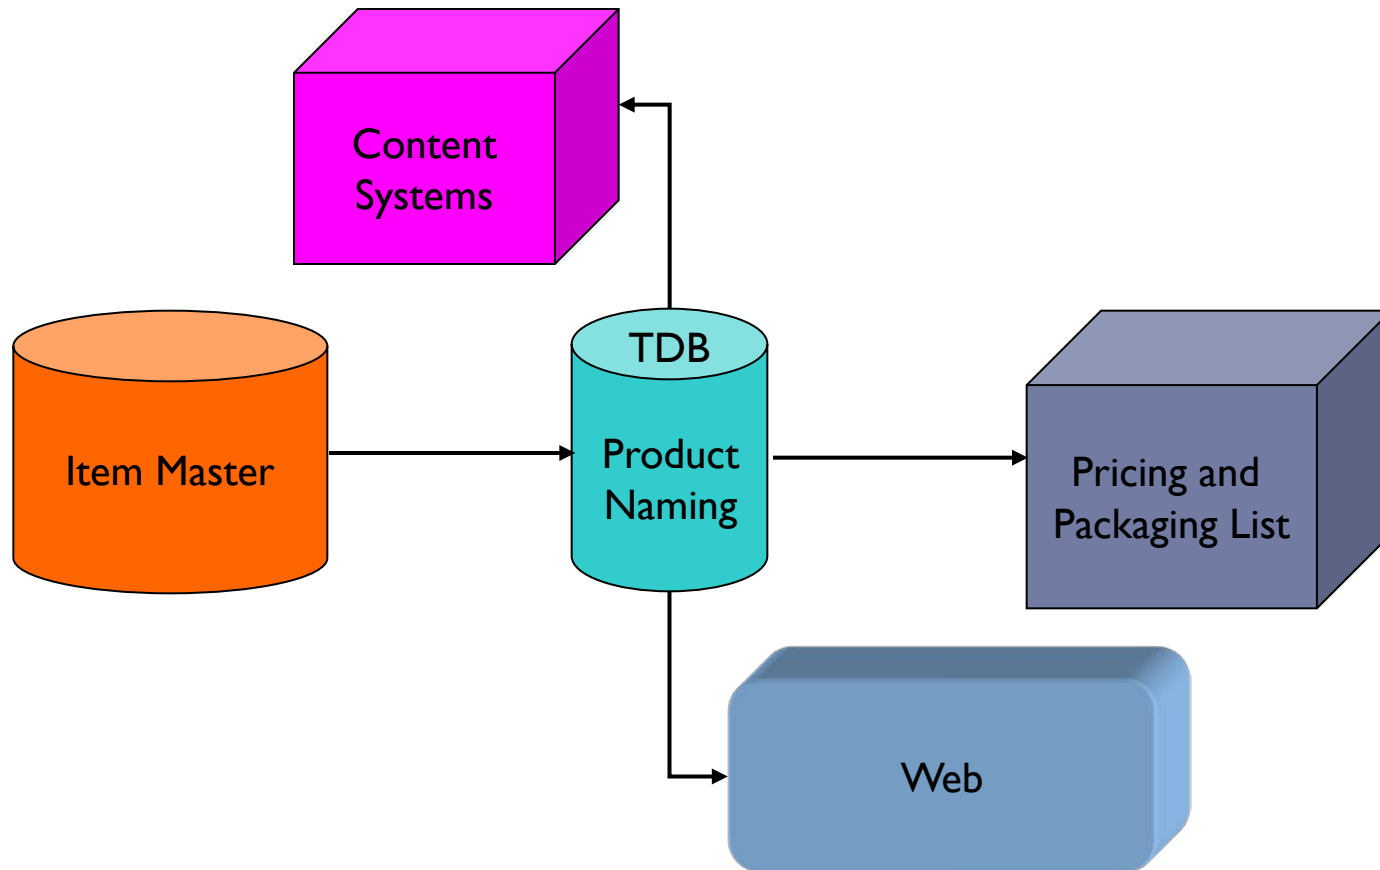 Content
Systems
TDB
Item Master
Product
Naming
Pricing and
Packaging List
Web